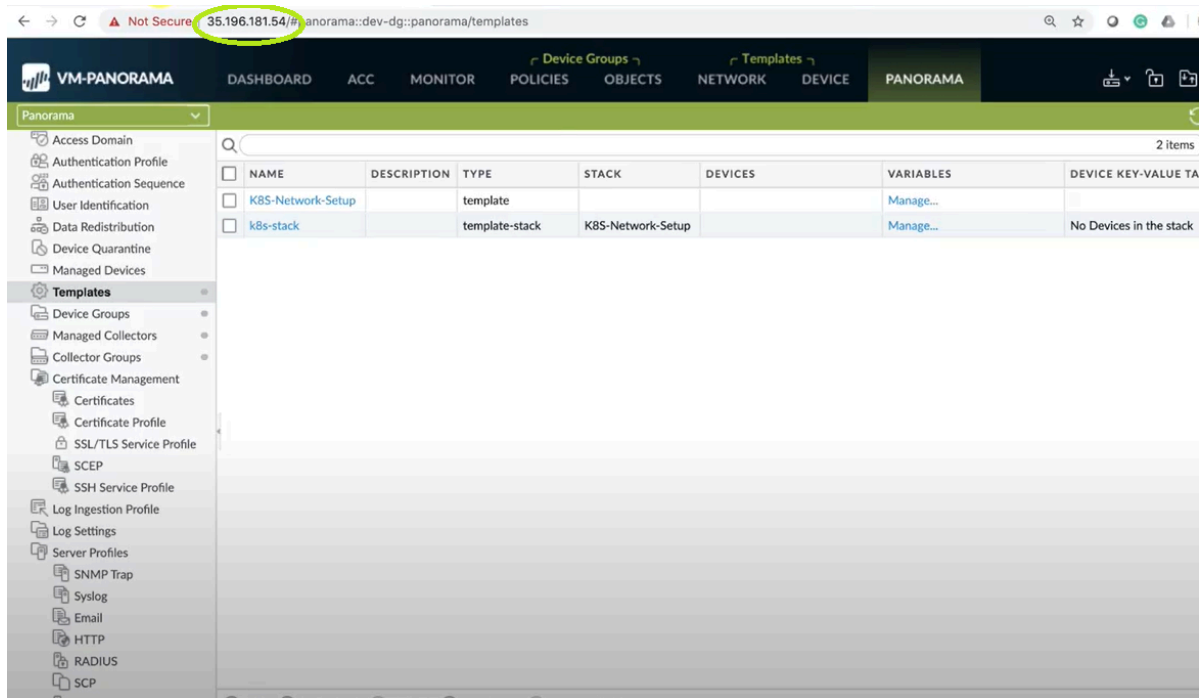 Not Secure 35.196.181.54/#panorama::dev-dg::panorama/templates
Device Groups Templates
VM-PANORAMA DASHBOARD ACC MONITOR POLICIES OBJECTS NETWORK DEVICE PANORAMA
Panorama
Access Domain
Authentication Profile
Authentication Sequence
User Identification
Data Redistribution
Device Quarantine
Managed Devices
Templates
Device Groups
Managed Collectors
Collector Groups
Certificate Management
Certificates
Certificate Profile
SSL/TLS Service Profile
SCEP
SSH Service Profile
Log Ingestion Profile
Log Settings
Server Profiles
SNMP Trap
Syslog
Email
HTTP
RADIUS
SCP
2 items
NAME DESCRIPTION TYPE STACK DEVICES VARIABLES DEVICE KEY-VALUE TA
K8S-Network-Setup template Manage...
k8s-stack template-stack K8S-Network-Setup Manage... No Devices in the stack